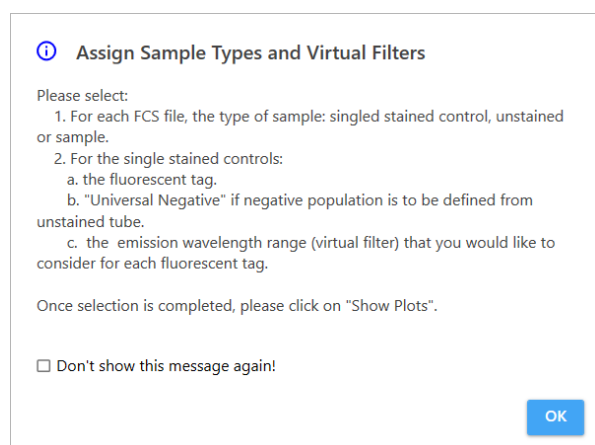 Assign Sample Types and Virtual Filters
Please select:
1. For each FCS file, the type of sample: singled stained control, unstained
or sample.
2. For the single stained controls:
a. the fluorescent tag.
b. "Universal Negative" if negative population is to be defined from
unstained tube.
c. the emission wavelength range (virtual filter) that you would like to
consider for each fluorescent tag.
Once selection is completed, please click on "Show Plots".
Don't show this message again!
OK